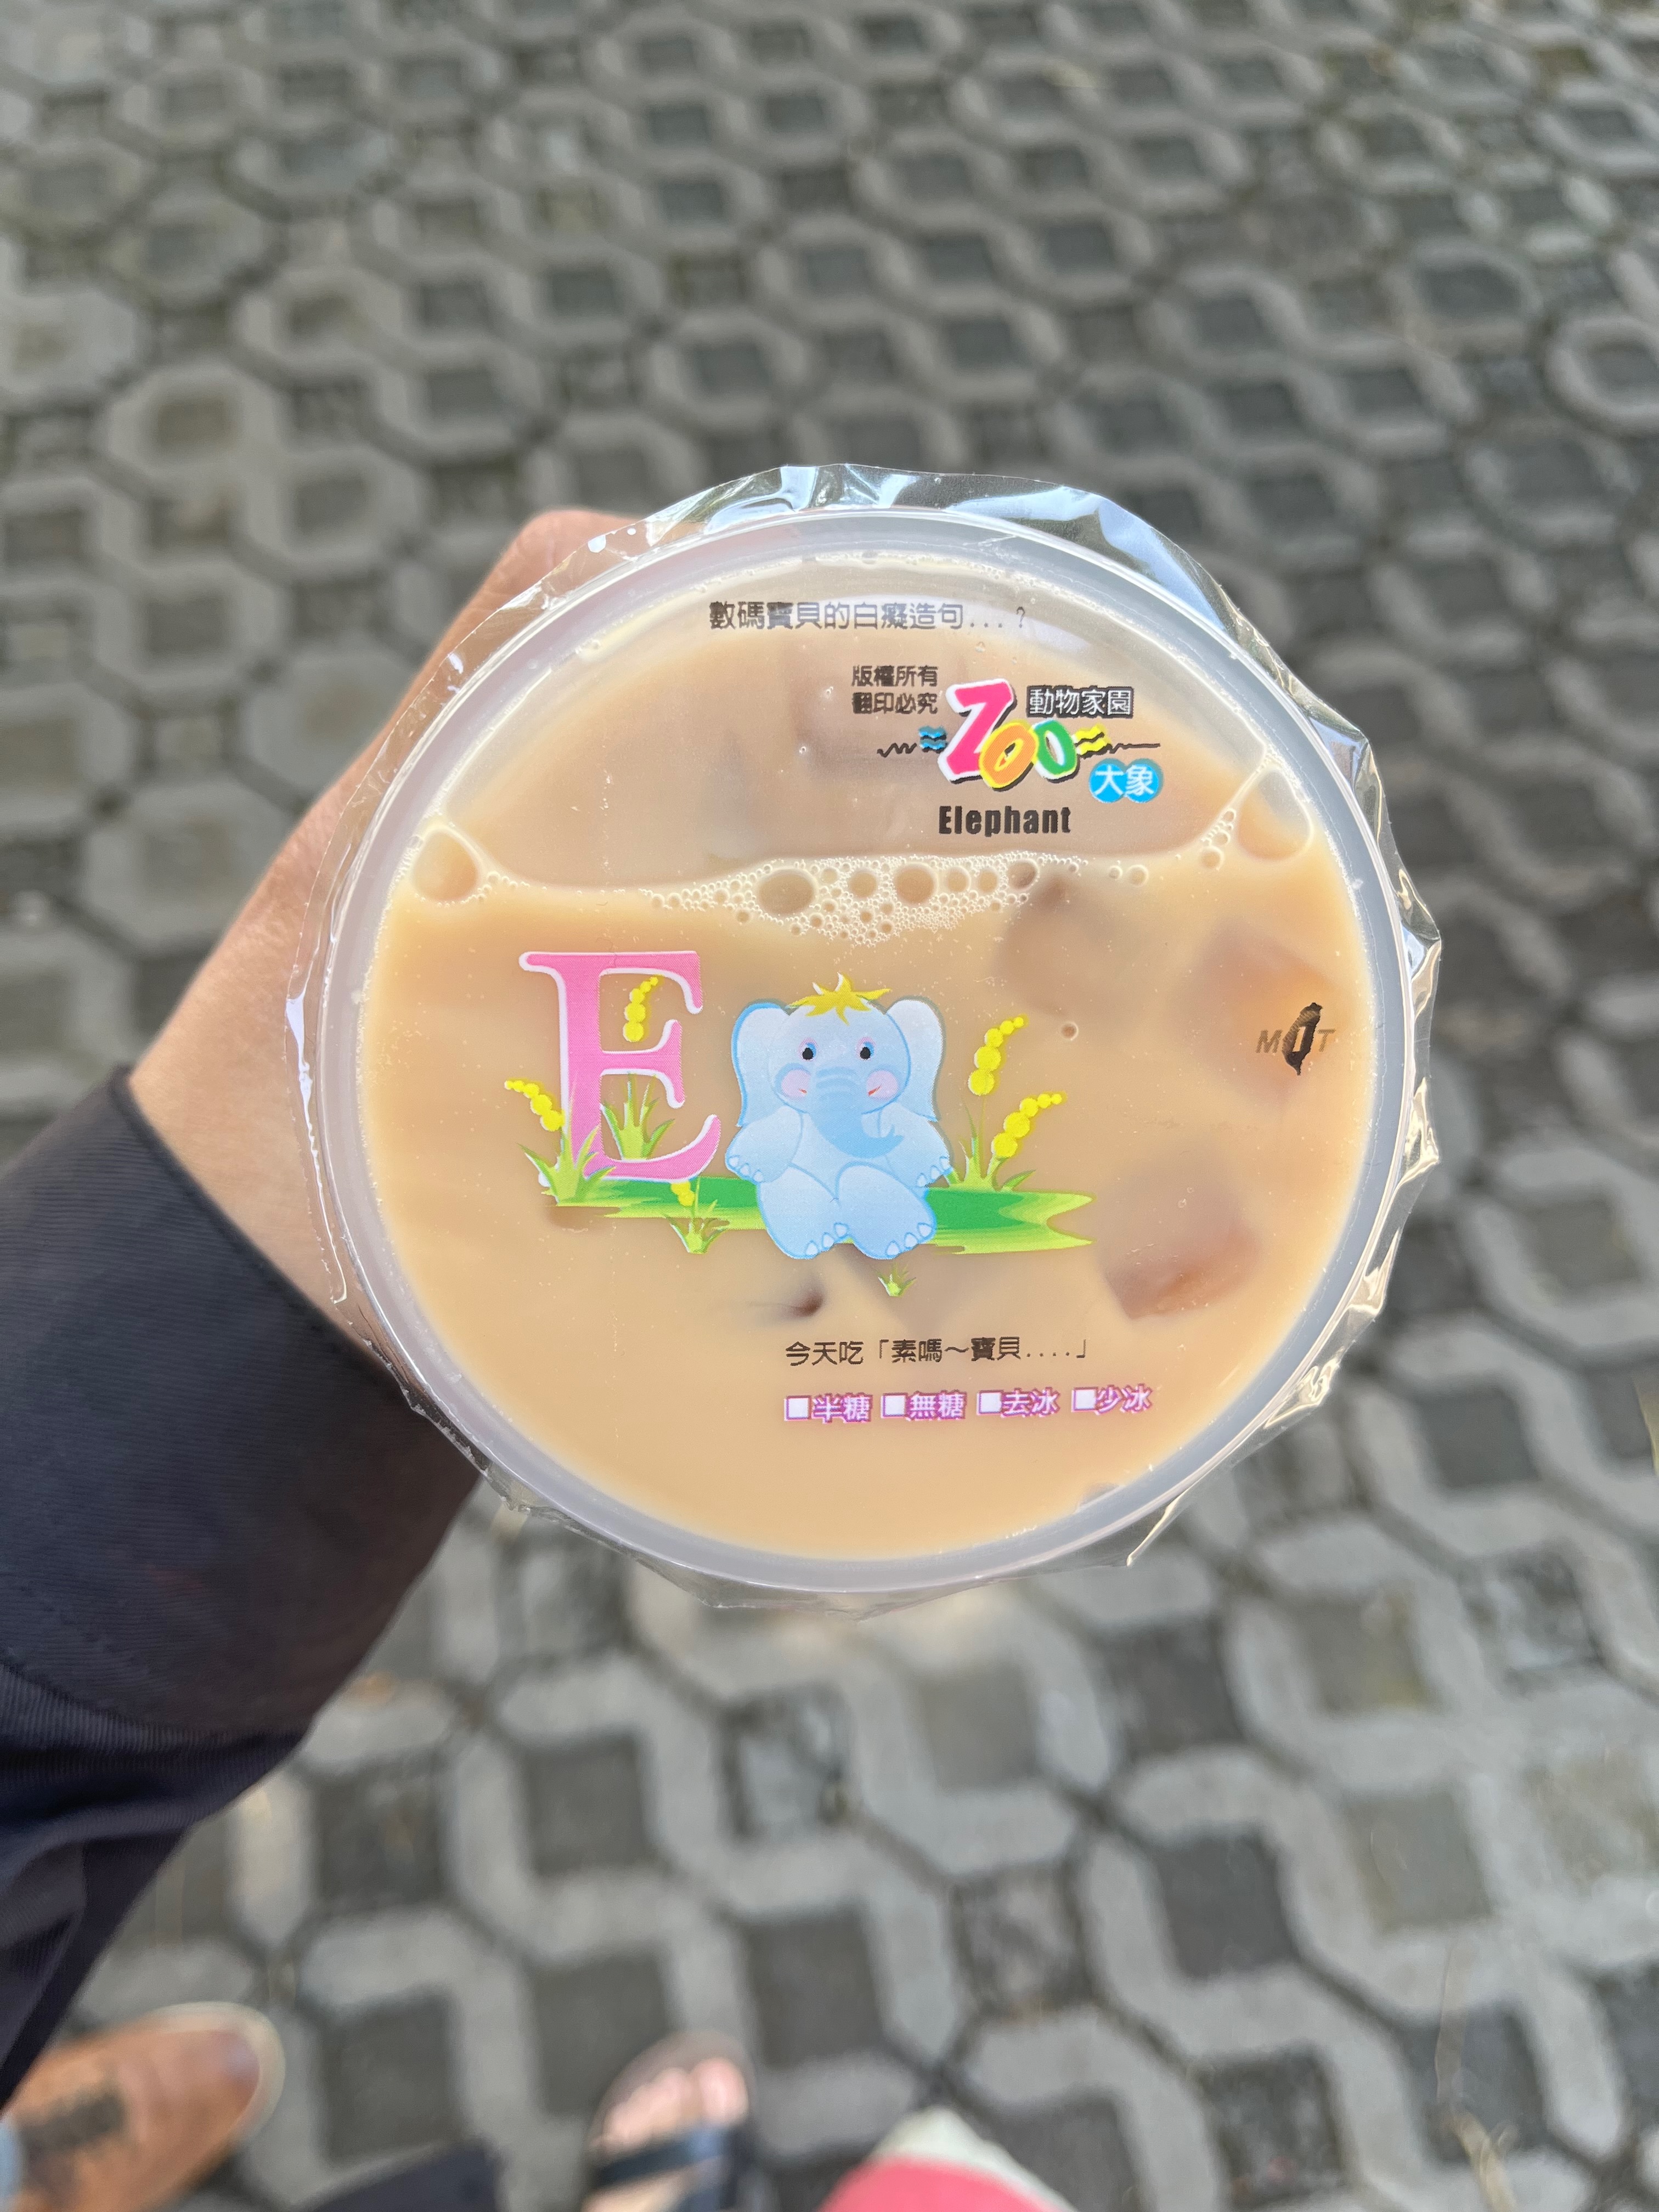 數碼寶貝的白癡造句...?
版權所有
翻印必究
ZOO
動物家園
大象
Elephant
E
MIT
今天吃「素嗎~寶貝....」
□半糖 □無糖 □去冰 □少冰